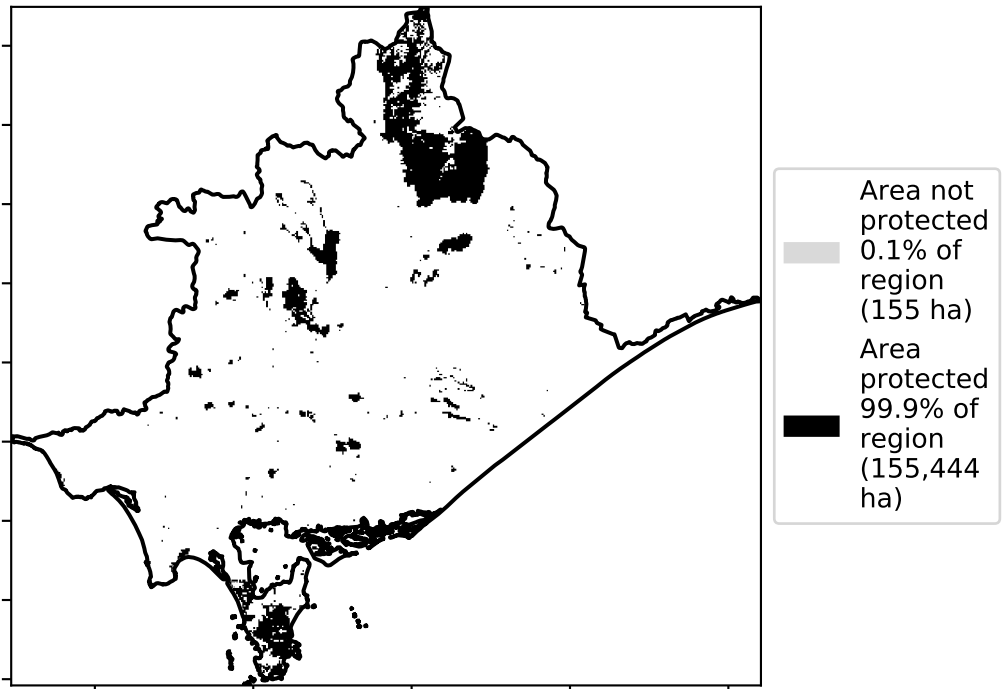 Area not
protected
0.1% of
region
(155 ha)
Area
protected
99.9% of
region
(155,444
ha)